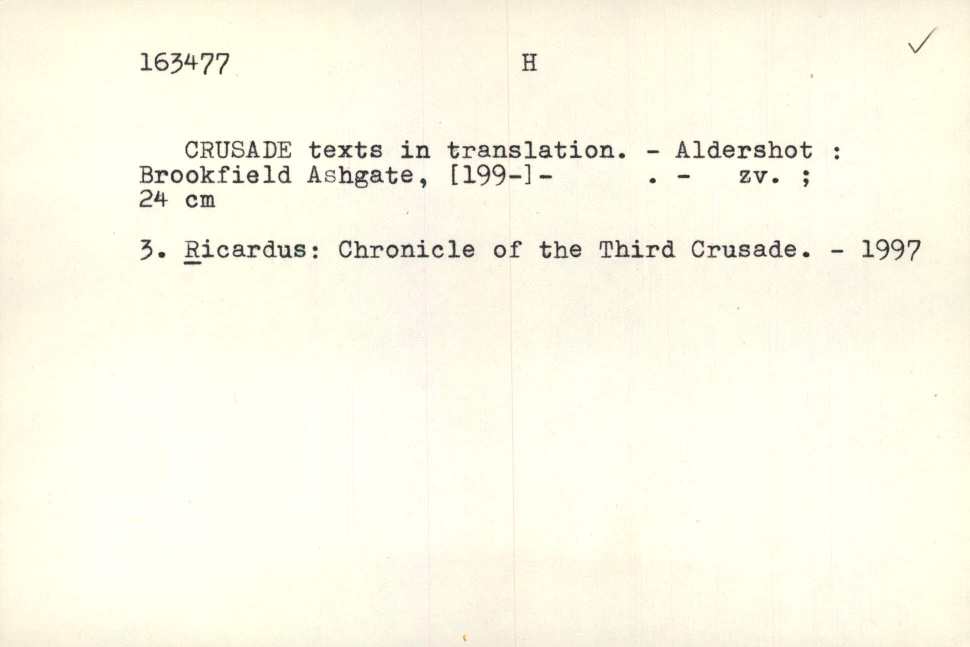 163477 H
CRUSADE texts in translation. - Aldershot :
Brookfield Ashgate, [199-]- . - zv. ;
24 cm
3. Ricardus: Chronicle of the Third Crusade. - 1997